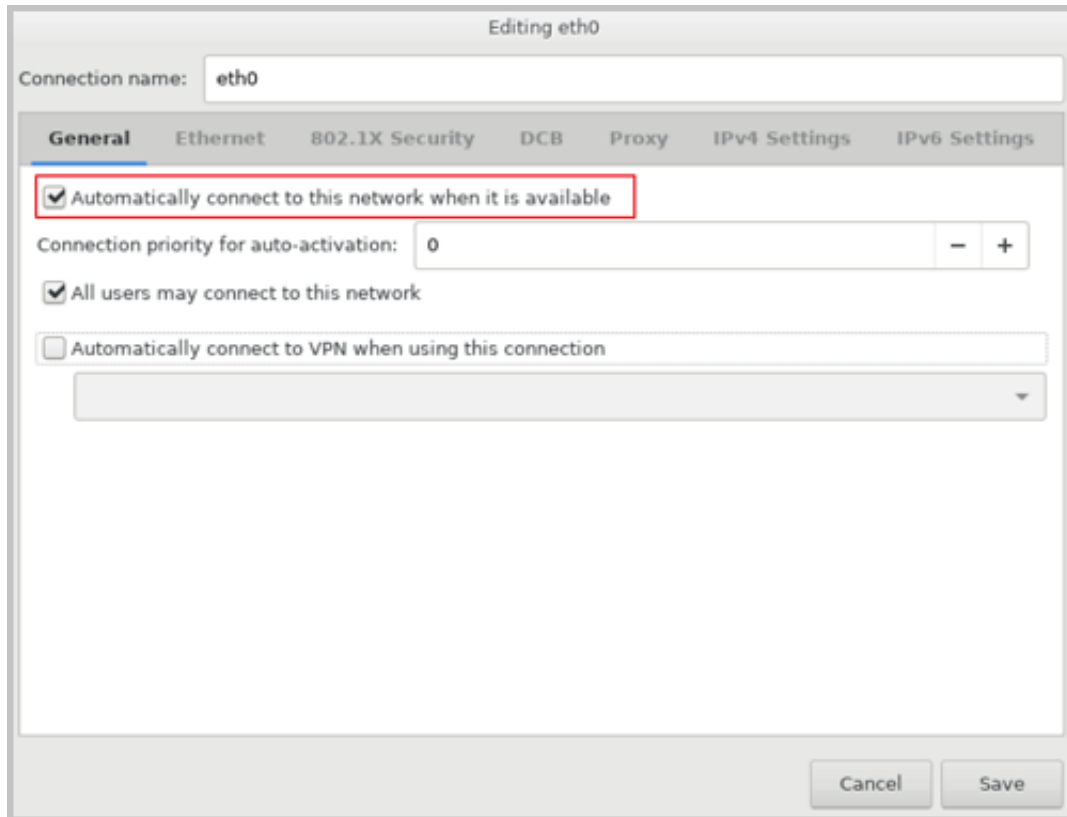 Editing eth0
Connection name: eth0
General Ethernet 802.1X Security DCB Proxy IPv4 Settings IPv6 Settings
Automatically connect to this network when it is available
Connection priority for auto-activation: 0 − +
All users may connect to this network
Automatically connect to VPN when using this connection
Cancel Save